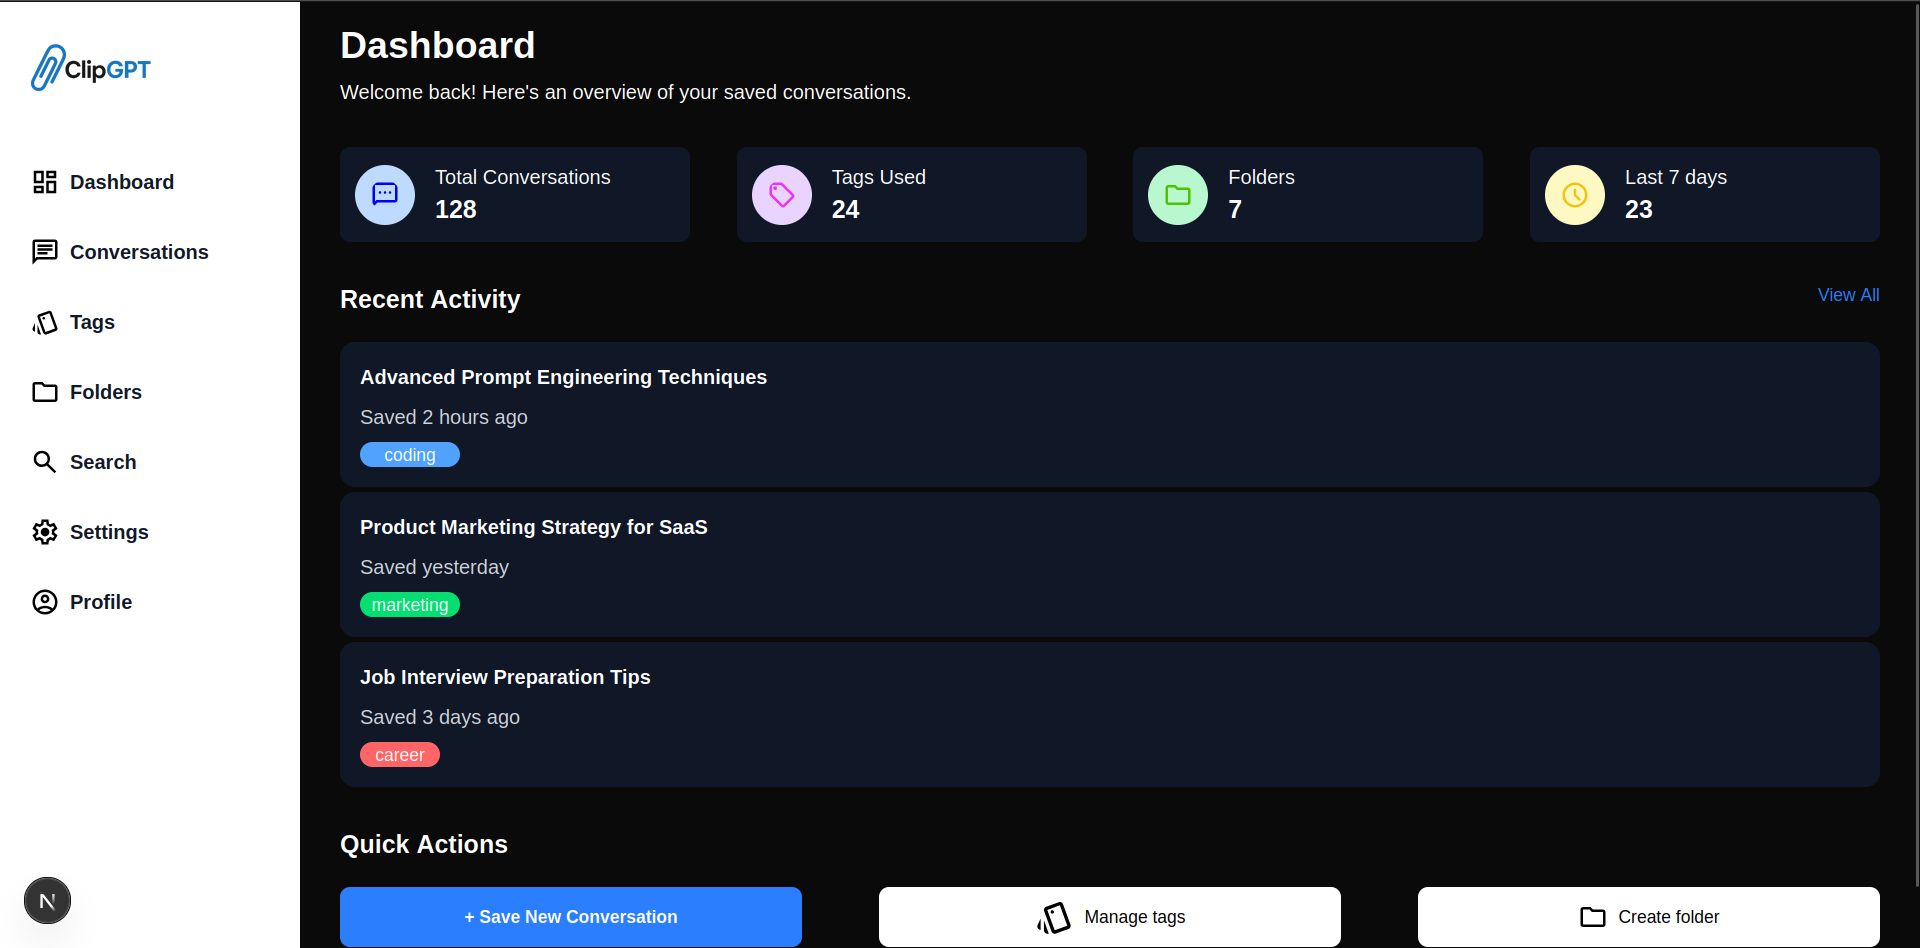 ClipGPT
Dashboard
Conversations
Tags
Folders
Search
Settings
Profile
N
Dashboard
Welcome back! Here's an overview of your saved conversations.
Total Conversations
128
Tags Used
24
Folders
7
Last 7 days
23
Recent Activity
View All
Advanced Prompt Engineering Techniques
Saved 2 hours ago
coding
Product Marketing Strategy for SaaS
Saved yesterday
marketing
Job Interview Preparation Tips
Saved 3 days ago
career
Quick Actions
+ Save New Conversation
Manage tags
Create folder